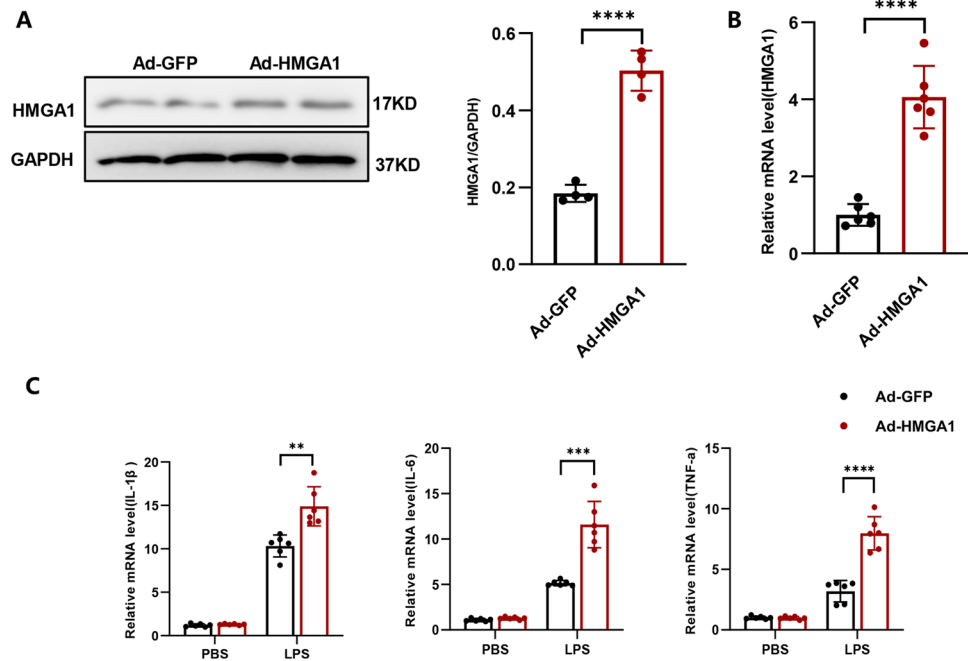 A
Ad-GFP Ad-HMGA1
HMGA1 17KD
GAPDH 37KD
****
HMGA1/GAPDH
0.6
0.4
0.2
0.0
Ad-GFP
Ad-HMGA1
B
****
Relative mRNA level(HMGA1)
6
4
2
0
Ad-GFP
Ad-HMGA1
C
Ad-GFP
Ad-HMGA1
**
Relative mRNA level(IL-1β)
20
15
10
5
0
PBS LPS
***
Relative mRNA level(IL-6)
20
15
10
5
0
PBS LPS
****
Relative mRNA level(TNF-a)
15
10
5
0
PBS LPS